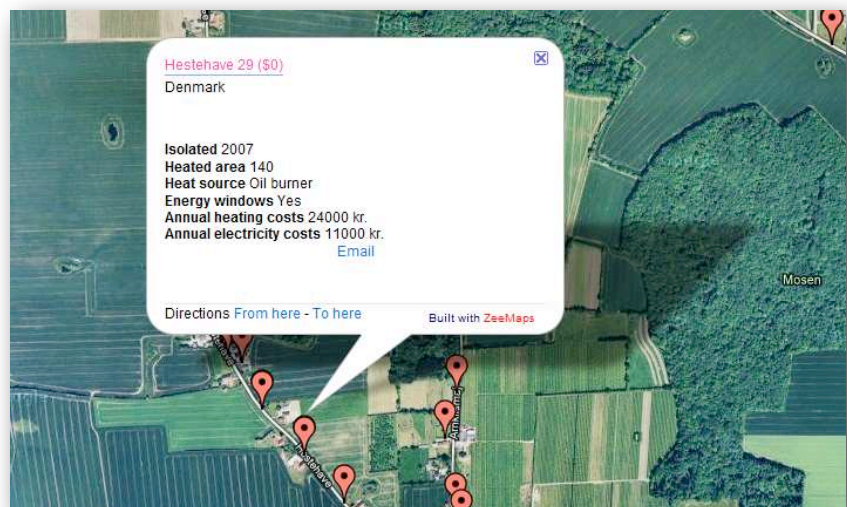 Hestehave 29 ($0)
Denmark
Isolated 2007
Heated area 140
Heat source Oil burner
Energy windows Yes
Annual heating costs 24000 kr.
Annual electricity costs 11000 kr.
Email
Directions From here - To here
Built with ZeeMaps
Mosen
Hestehave